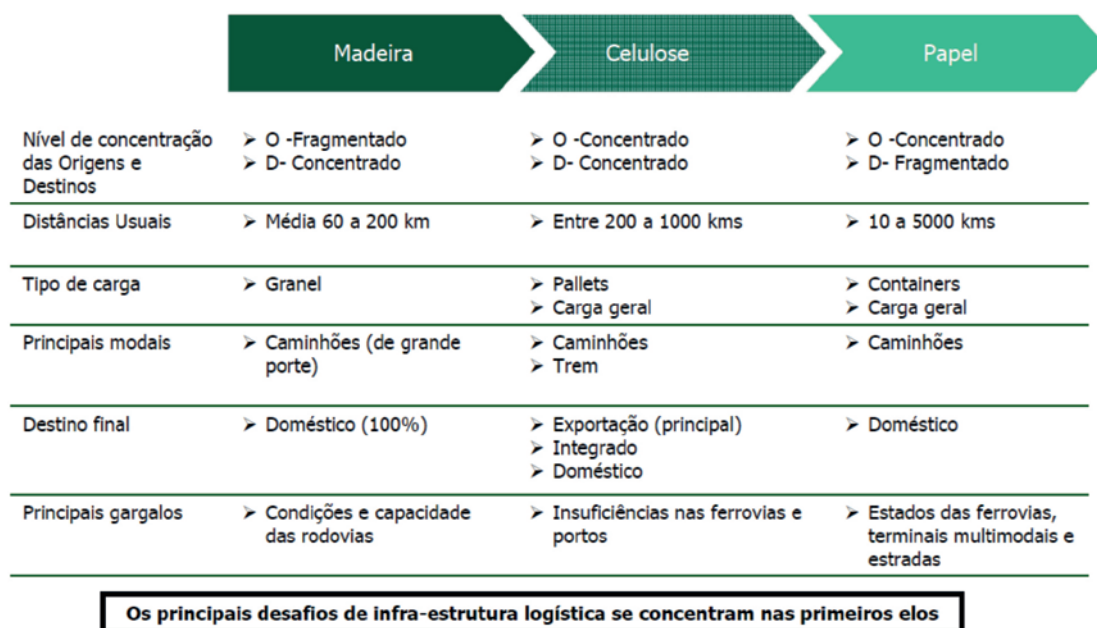 Madeira
Celulose
Papel
Nível de concentração das Origens e Destinos
➤ O -Fragmentado
➤ D- Concentrado
➤ O -Concentrado
➤ D- Concentrado
➤ O -Concentrado
➤ D- Fragmentado
Distâncias Usuais
➤ Média 60 a 200 km
➤ Entre 200 a 1000 kms
➤ 10 a 5000 kms
Tipo de carga
➤ Granel
➤ Pallets
➤ Carga geral
➤ Containers
➤ Carga geral
Principais modais
➤ Caminhões (de grande porte)
➤ Caminhões
➤ Trem
➤ Caminhões
Destino final
➤ Doméstico (100%)
➤ Exportação (principal)
➤ Integrado
➤ Doméstico
➤ Doméstico
Principais gargalos
➤ Condições e capacidade das rodovias
➤ Insuficiências nas ferrovias e portos
➤ Estados das ferrovias, terminais multimodais e estradas
Os principais desafios de infra-estrutura logística se concentram nas primeiros elos